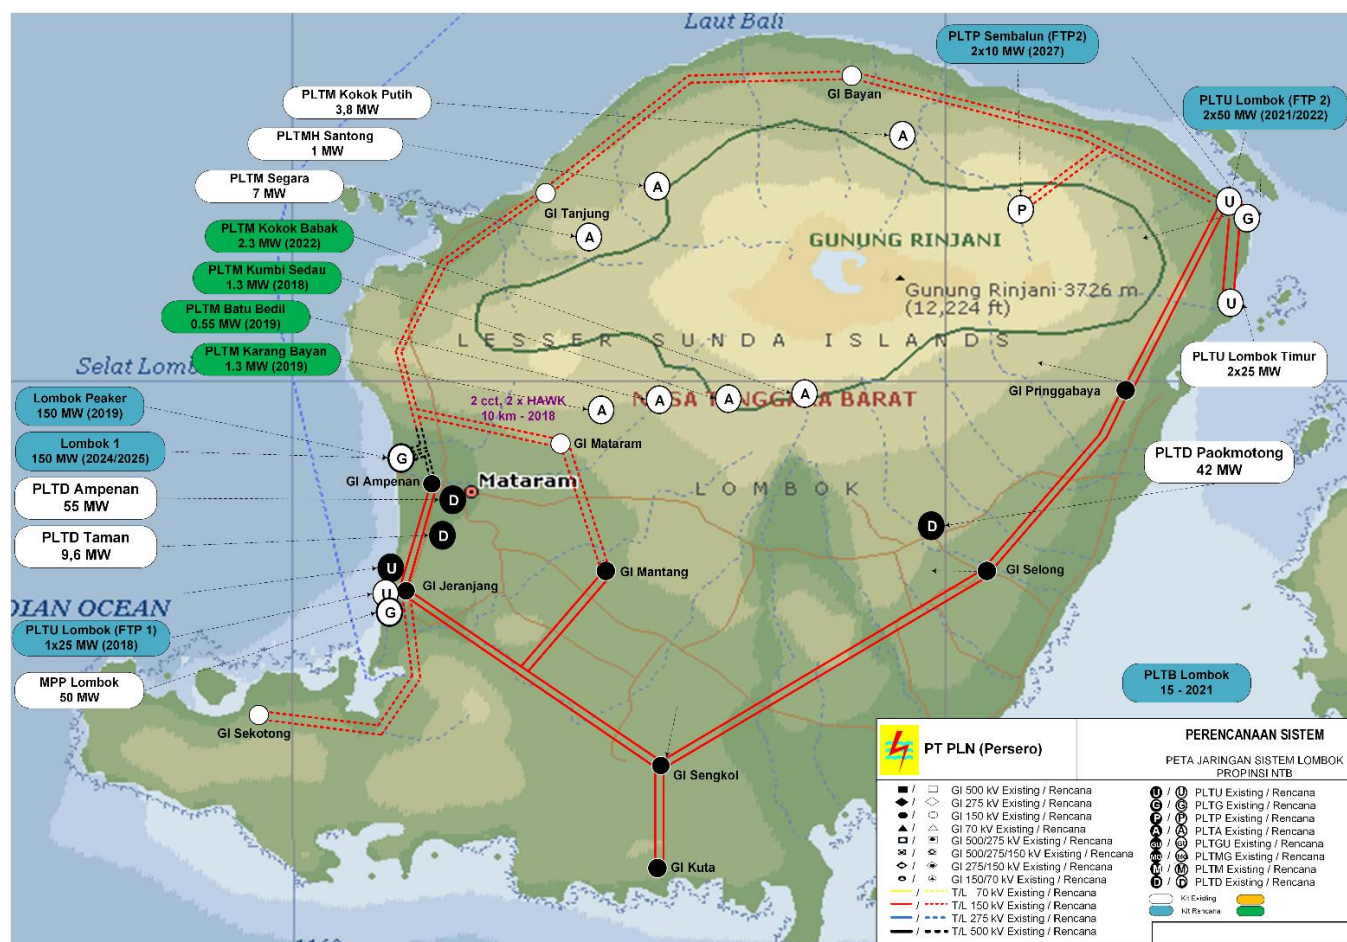 Laut Bali
PLTP Sembalun (FTP2)
2x10 MW (2027)
PLTM Kokok Putih
3,8 MW
GI Bayan
PLTU Lombok (FTP 2)
2x50 MW (2021/2022)
PLTMH Santong
1 MW
A
PLTM Segara
7 MW
A
GI Tanjung
P
U
G
PLTM Kokok Babak
2.3 MW (2022)
A
GUNUNG RINJANI
PLTM Kumbi Sedau
1.3 MW (2018)
Gunung Rinjani 3726 m
(12,224 ft)
U
PLTM Batu Bedil
0.55 MW (2019)
LESSER SUNDA ISLANDS
Selat Lomb
PLTM Karang Bayan
1.3 MW (2019)
PLTU Lombok Timur
2x25 MW
GI Pringgabaya
Lombok Peaker
150 MW (2019)
2 cct, 2 x HAWK
10 km - 2018
A
A
A
A
SA TENGGARA BARAT
Lombok 1
150 MW (2024/2025)
G
GI Mataram
PLTD Paokmotong
42 MW
GI Ampenan
Mataram
LOMBOK
PLTD Ampenan
55 MW
D
PLTD Taman
9,6 MW
D
D
U
GI Mantang
GI Selong
U
GI Jeranjang
DIAN OCEAN
G
PLTU Lombok (FTP 1)
1x25 MW (2018)
MPP Lombok
50 MW
PLTB Lombok
15 - 2021
GI Sekotong
GI Sengkol
GI Kuta
PT PLN (Persero)
PERENCANAAN SISTEM
PETA JARINGAN SISTEM LOMBOK
PROPINSI NTB
/ GI 500 kV Existing / Rencana
/ GI 275 kV Existing / Rencana
/ GI 150 kV Existing / Rencana
/ GI 70 kV Existing / Rencana
/ GI 500/275 kV Existing / Rencana
/ GI 500/275/150 kV Existing / Rencana
/ GI 275/150 kV Existing / Rencana
/ GI 150/70 kV Existing / Rencana
/ T/L 70 kV Existing / Rencana
/ T/L 150 kV Existing / Rencana
/ T/L 275 kV Existing / Rencana
/ T/L 500 kV Existing / Rencana
U / U PLTU Existing / Rencana
G / G PLTG Existing / Rencana
P / P PLTP Existing / Rencana
A / A PLTA Existing / Rencana
GU / GU PLTGU Existing / Rencana
MG / MG PLTMG Existing / Rencana
M / M PLTM Existing / Rencana
D / D PLTD Existing / Rencana
Kit Existing
Kit Rencana